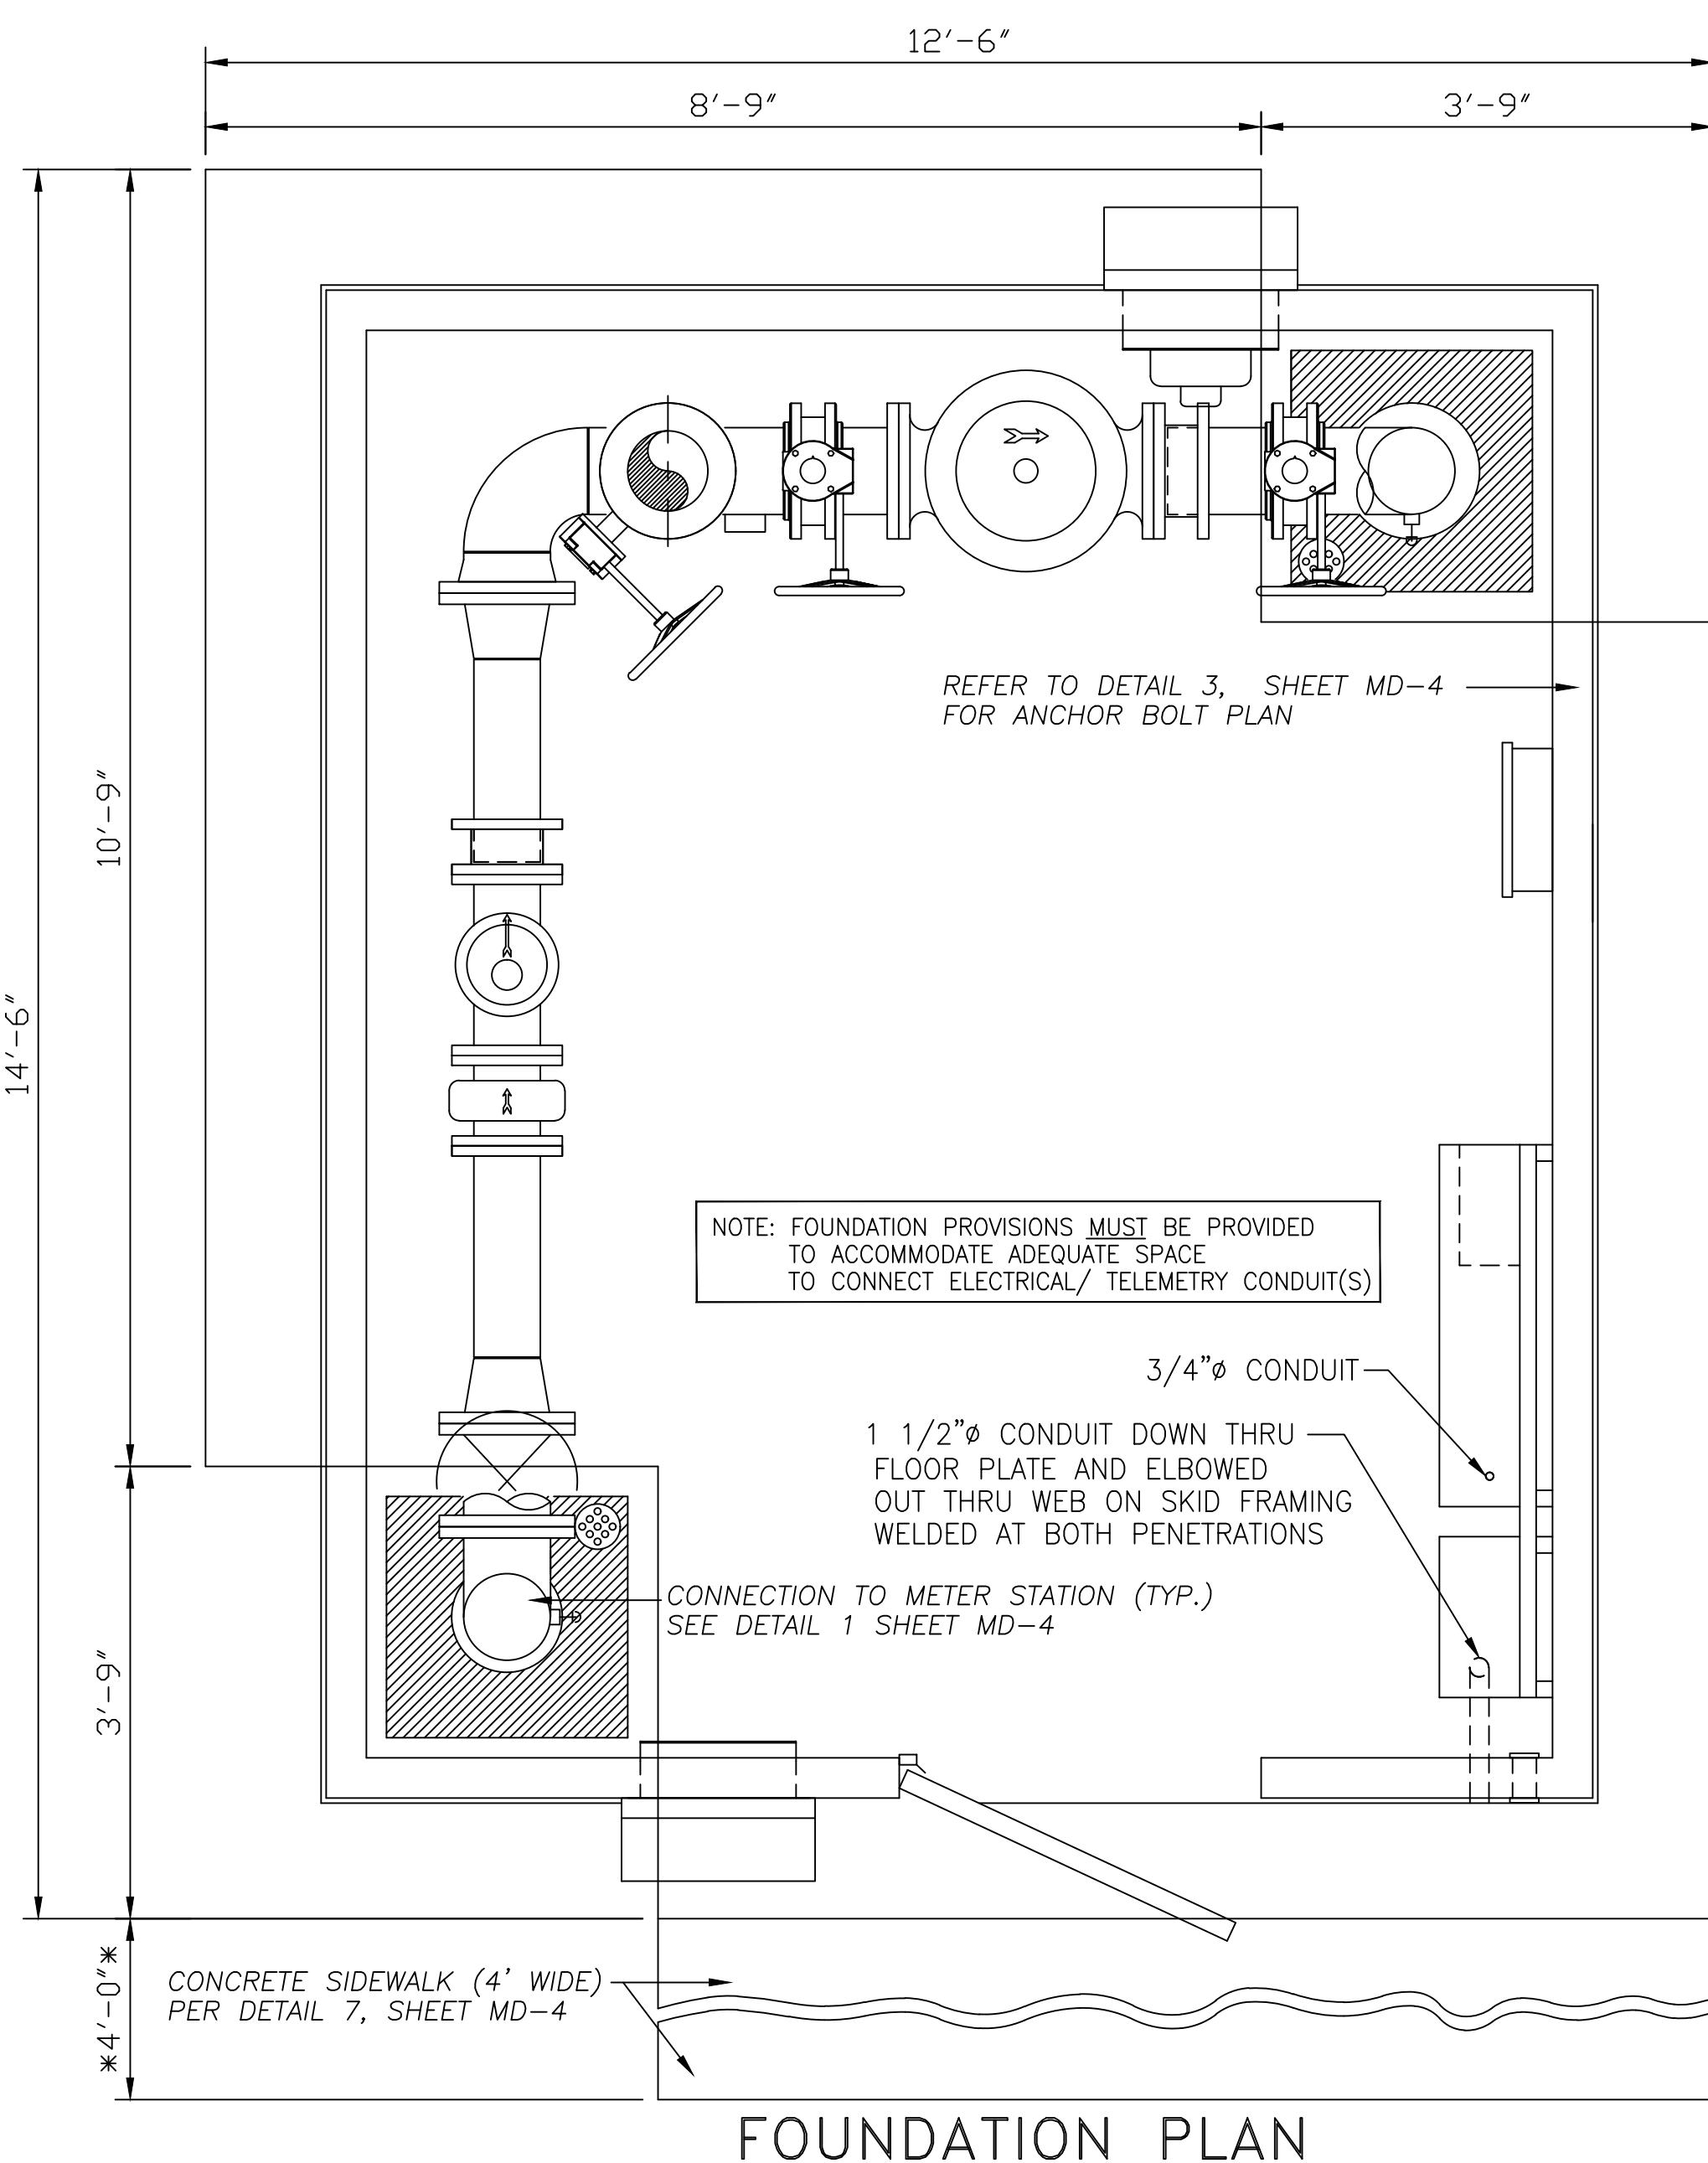 12'-6"
8'-9"
3'-9"
REFER TO DETAIL 3, SHEET MD-4
FOR ANCHOR BOLT PLAN
10'-9"
14'-6"
NOTE: FOUNDATION PROVISIONS MUST BE PROVIDED
TO ACCOMMODATE ADEQUATE SPACE
TO CONNECT ELECTRICAL/ TELEMETRY CONDUIT(S)
3/4"ø CONDUIT
1 1/2"ø CONDUIT DOWN THRU
FLOOR PLATE AND ELBOWED
OUT THRU WEB ON SKID FRAMING
WELDED AT BOTH PENETRATIONS
CONNECTION TO METER STATION (TYP.)
SEE DETAIL 1 SHEET MD-4
3'-9"
*4'-0"*
CONCRETE SIDEWALK (4' WIDE)
PER DETAIL 7, SHEET MD-4
FOUNDATION PLAN